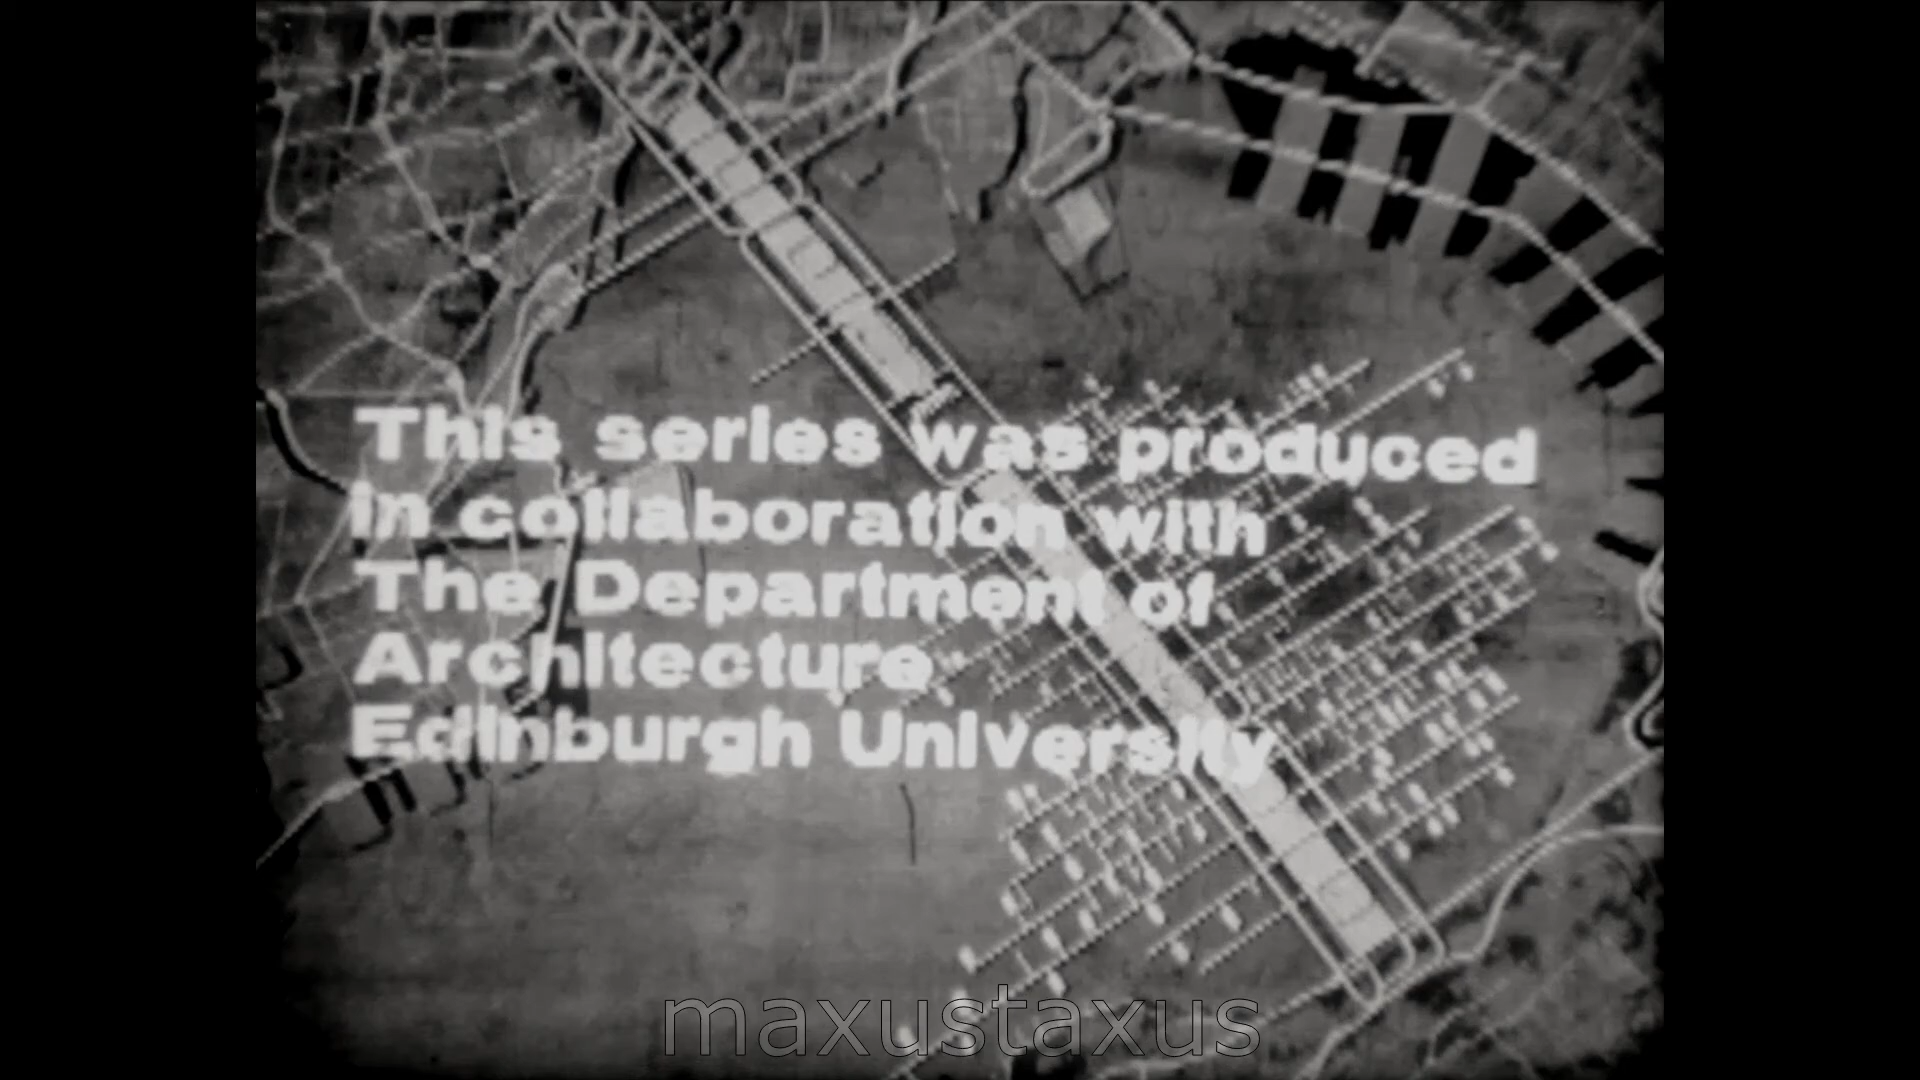 This series was produced
in collaboration with
The Department of
Architecture
Edinburgh University
maxustaxus